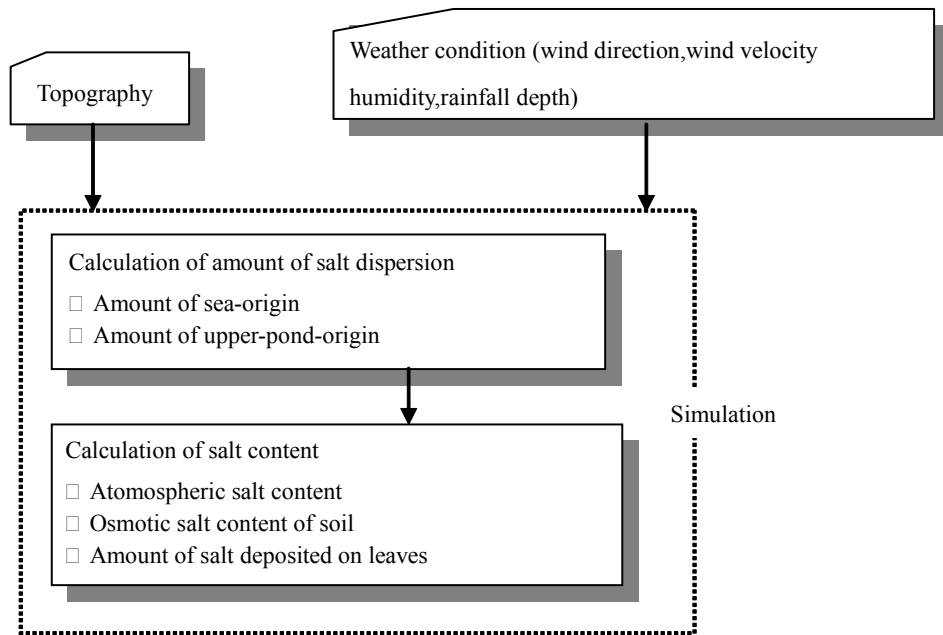 Topography
Weather condition (wind direction,wind velocity
humidity,rainfall depth)
Calculation of amount of salt dispersion
□ Amount of sea-origin
□ Amount of upper-pond-origin
Simulation
Calculation of salt content
□ Atomospheric salt content
□ Osmotic salt content of soil
□ Amount of salt deposited on leaves